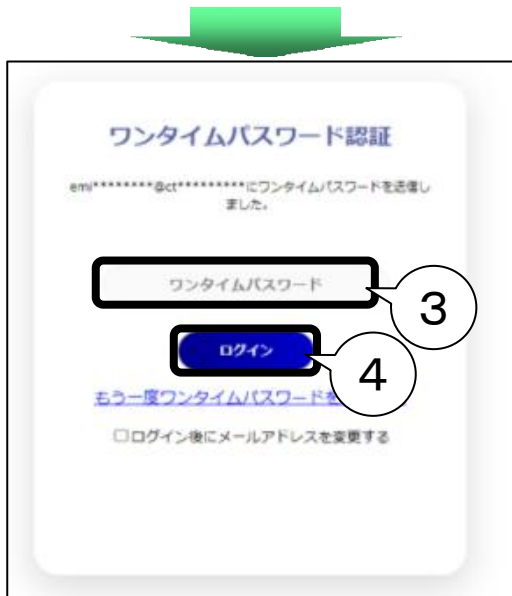 ワンタイムパスワード認証
emi********@ct*********にワンタイムパスワードを送信し
ました。
ワンタイムパスワード
3
ログイン
4
もう一度ワンタイムパスワードを
□ログイン後にメールアドレスを変更する